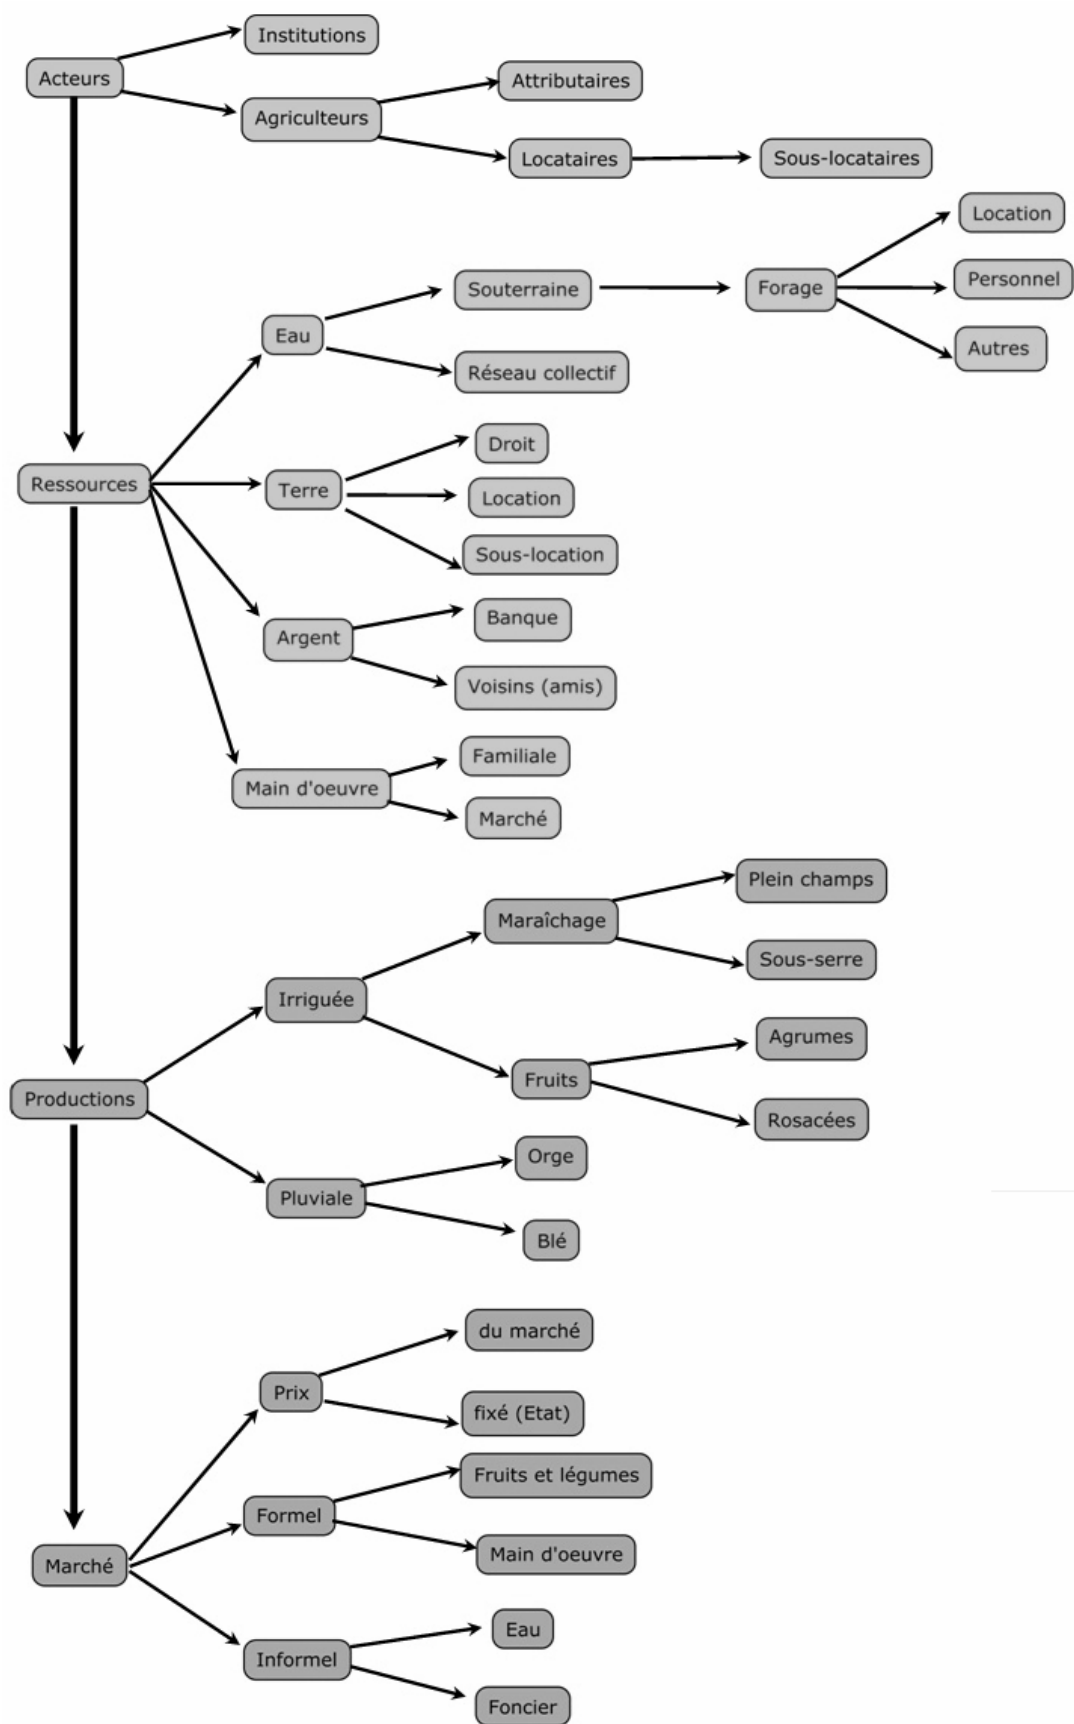 Institutions
Acteurs
Attributaires
Agriculteurs
Locataires
Sous-locataires
Location
Souterraine
Forage
Personnel
Eau
Autres
Réseau collectif
Droit
Ressources
Terre
Location
Sous-location
Banque
Argent
Voisins (amis)
Familiale
Main d'oeuvre
Marché
Plein champs
Maraîchage
Sous-serre
Irriguée
Agrumes
Fruits
Productions
Rosacées
Orge
Pluviale
Blé
du marché
Prix
fixé (Etat)
Fruits et légumes
Formel
Main d'oeuvre
Marché
Eau
Informel
Foncier